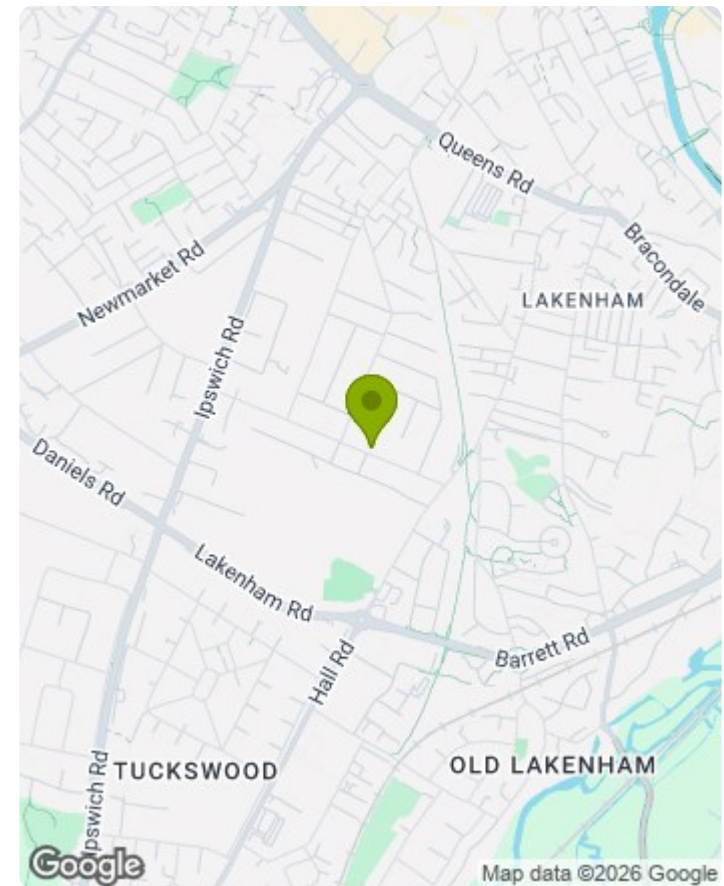 Queens Rd
Bracondale
Newmarket Rd
LAKENHAM
Ipswich Rd
Daniels Rd
Lakenham Rd
Barrett Rd
Hall Rd
TUCKSWOOD
OLD LAKENHAM
Ipswich Rd
Google
Map data ©2026 Google